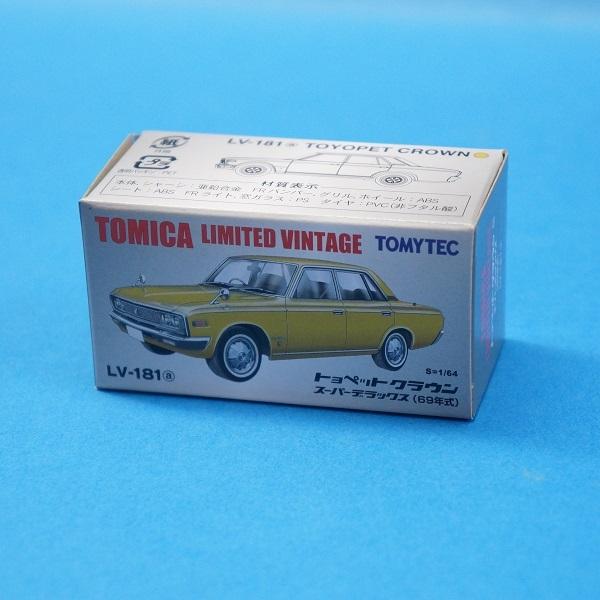 LV-181ⓐ TOYOPET CROWN
材質表示
本体、シャーシ：亜鉛合金 FRバンパー、グリル、ホイール：ABS
シート：ABS FRライト、窓ガラス：PS タイヤ：PVC(非フタル酸)
TOMICA LIMITED VINTAGE TOMYTEC
S=1/64
LV-181ⓐ
トヨペットクラウン
スーパーデラックス（69年式）